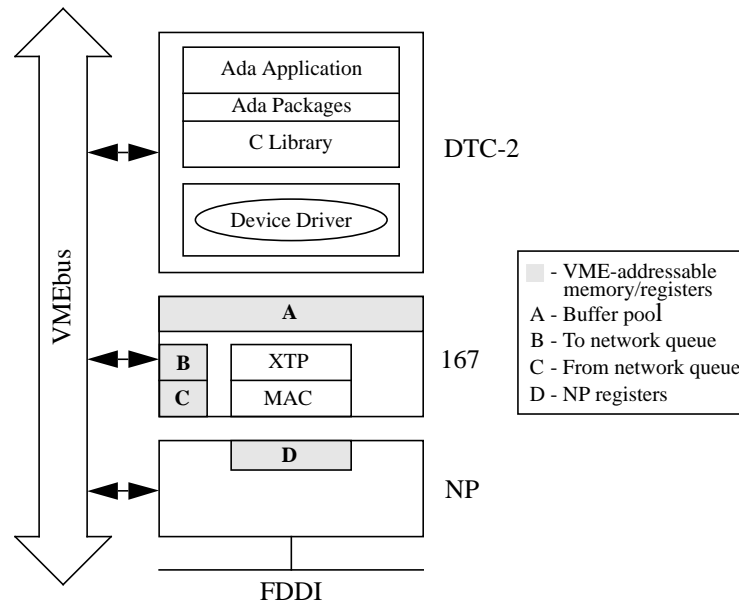 Ada Application
Ada Packages
C Library
Device Driver
DTC-2
VMEbus
- VME-addressable
memory/registers
A - Buffer pool
B - To network queue
C - From network queue
D - NP registers
A
B
C
XTP
MAC
167
D
NP
FDDI